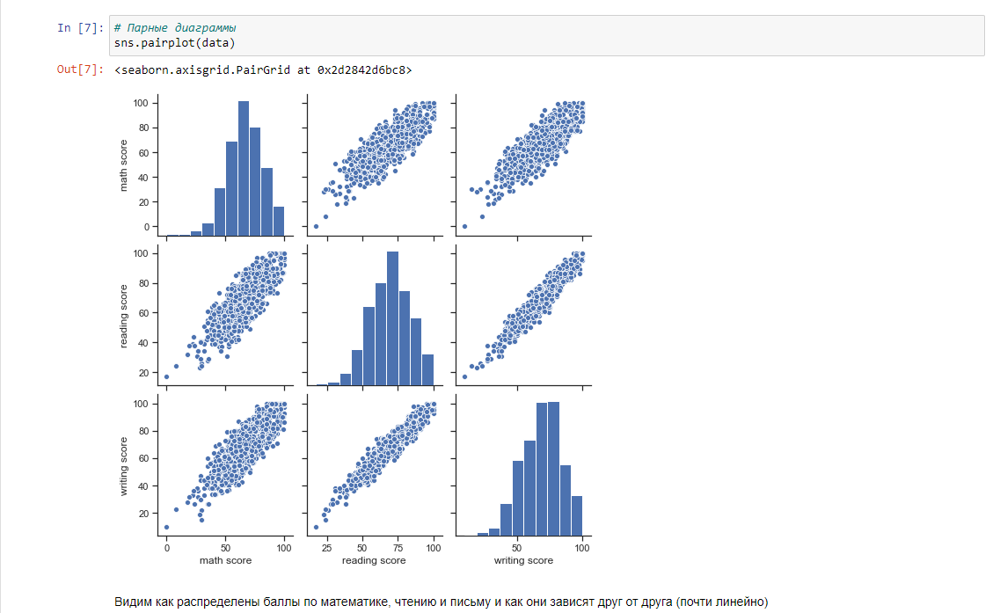 In [7]: # Парные диаграммы
sns.pairplot(data)
Out[7]: <seaborn.axisgrid.PairGrid at 0x2d2842d6bc8>
100
80
60
40
20
0
math score
100
80
60
40
20
reading score
100
80
60
40
20
writing score
0 50 100
math score
25 50 75 100
reading score
50 100
writing score
Видим как распределены баллы по математике, чтению и письму и как они зависят друг от друга (почти линейно)